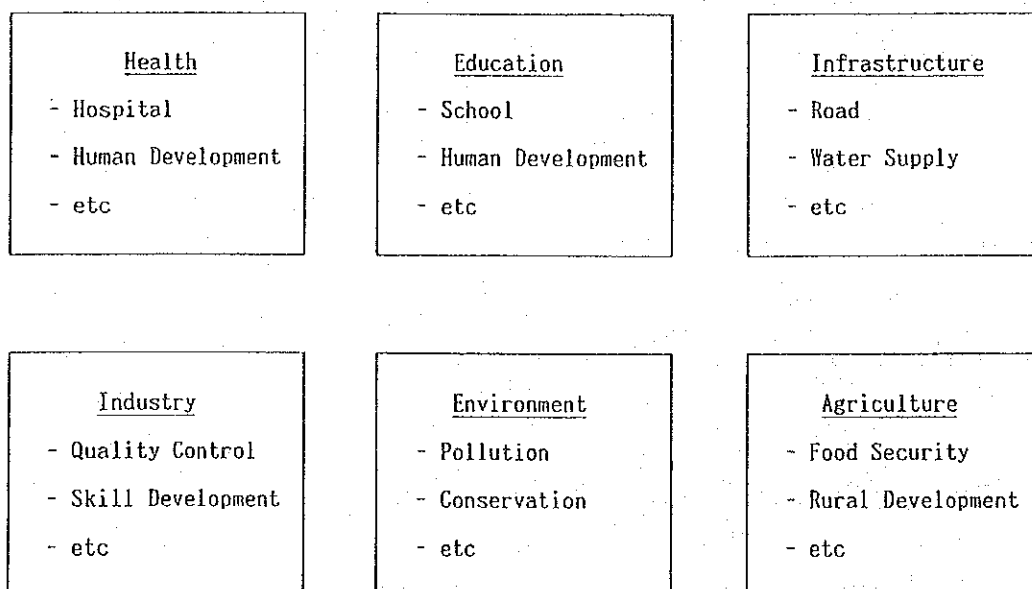 Health
- Hospital
- Human Development
- etc
Education
- School
- Human Development
- etc
Infrastructure
- Road
- Water Supply
- etc
Industry
- Quality Control
- Skill Development
- etc
Environment
- Pollution
- Conservation
- etc
Agriculture
- Food Security
- Rural Development
- etc